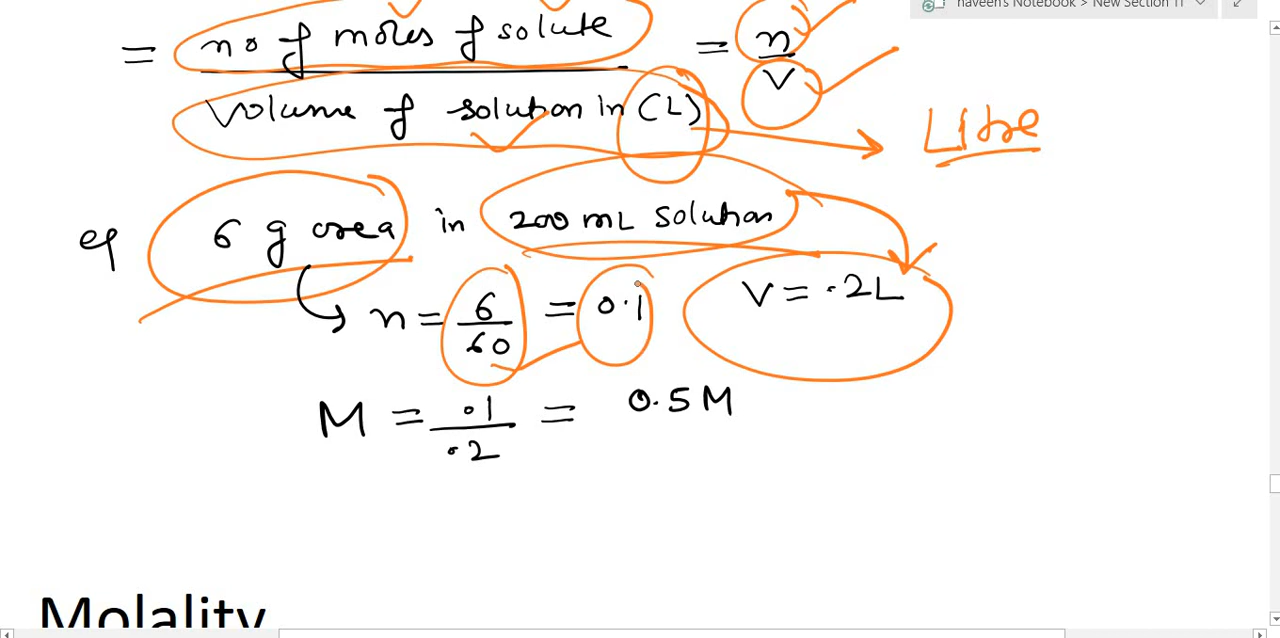 naveen's Notebook > New Section 11
= no of moles of solute = n
Volume of solution in (L) V
Litre
eg 6 g urea in 200 mL solution
n = 6 = 0.1 V = .2L
60
M = .1 = 0.5 M
.2
Molality